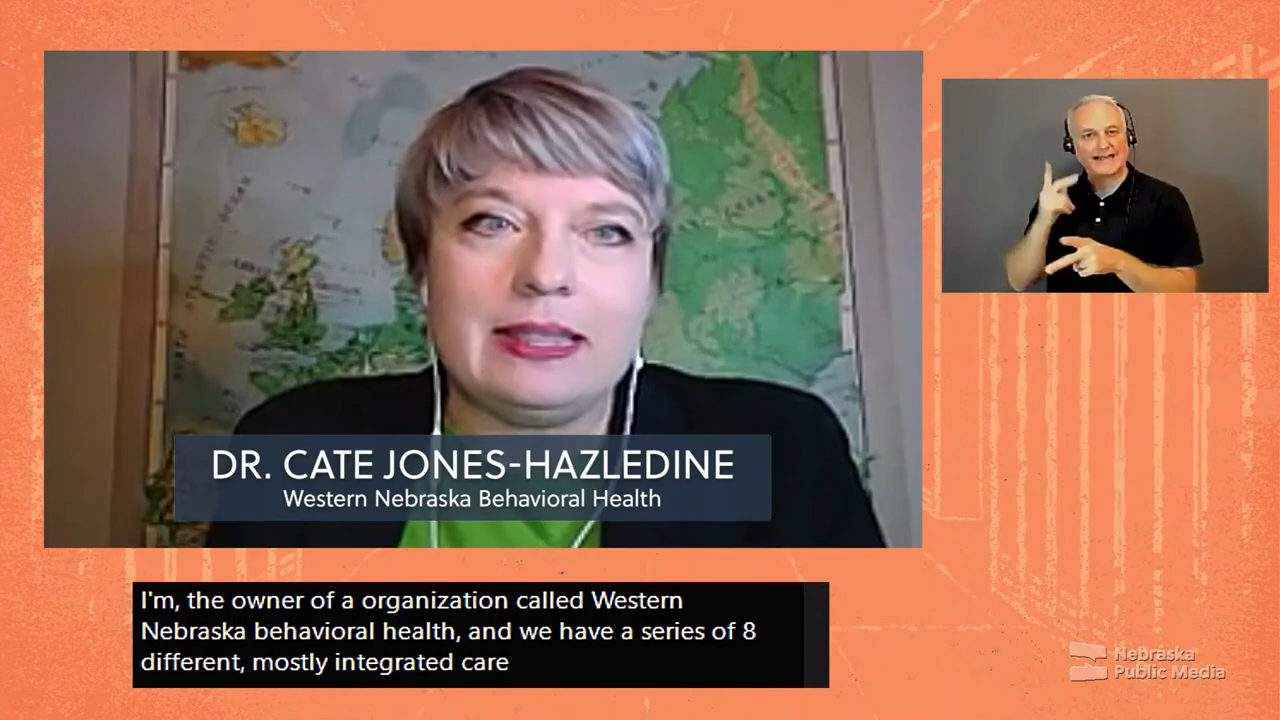 DR. CATE JONES-HAZLEDINE
Western Nebraska Behavioral Health
I'm, the owner of a organization called Western
Nebraska behavioral health, and we have a series of 8
different, mostly integrated care
Nebraska
Public Media